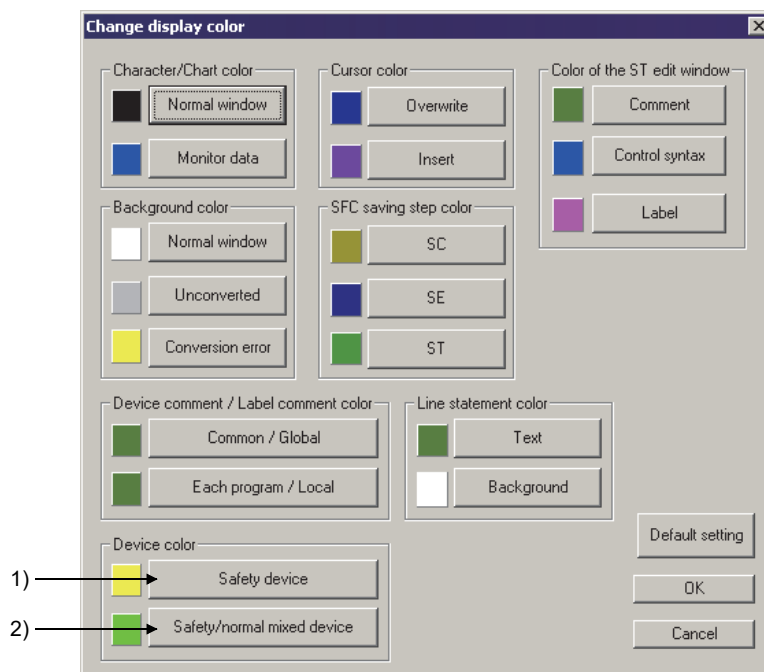 Change display color
Character/Chart color
Normal window
Monitor data
Cursor color
Overwrite
Insert
Color of the ST edit window
Comment
Control syntax
Label
Background color
Normal window
Unconverted
Conversion error
SFC saving step color
SC
SE
ST
Device comment / Label comment color
Common / Global
Each program / Local
Line statement color
Text
Background
Device color
1)
Safety device
2)
Safety/normal mixed device
Default setting
OK
Cancel